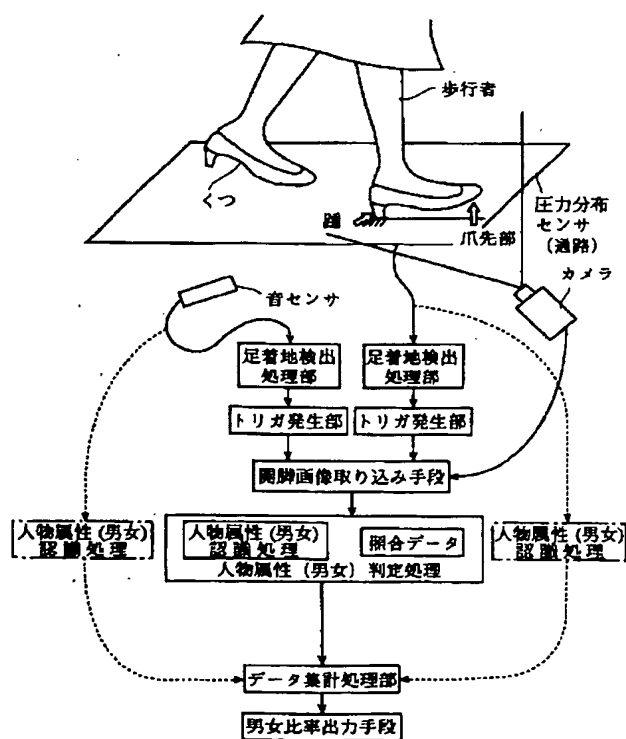 歩行者
くつ
踵
爪先部
圧力分布
センサ
(通路)
カメラ
音センサ
足着地検出
処理部
足着地検出
処理部
トリガ発生部
トリガ発生部
開脚画像取り込み手段
人物属性(男女)
認識処理
人物属性(男女)
認識処理
照合データ
人物属性(男女)判定処理
人物属性(男女)
認識処理
データ集計処理部
男女比率出力手段